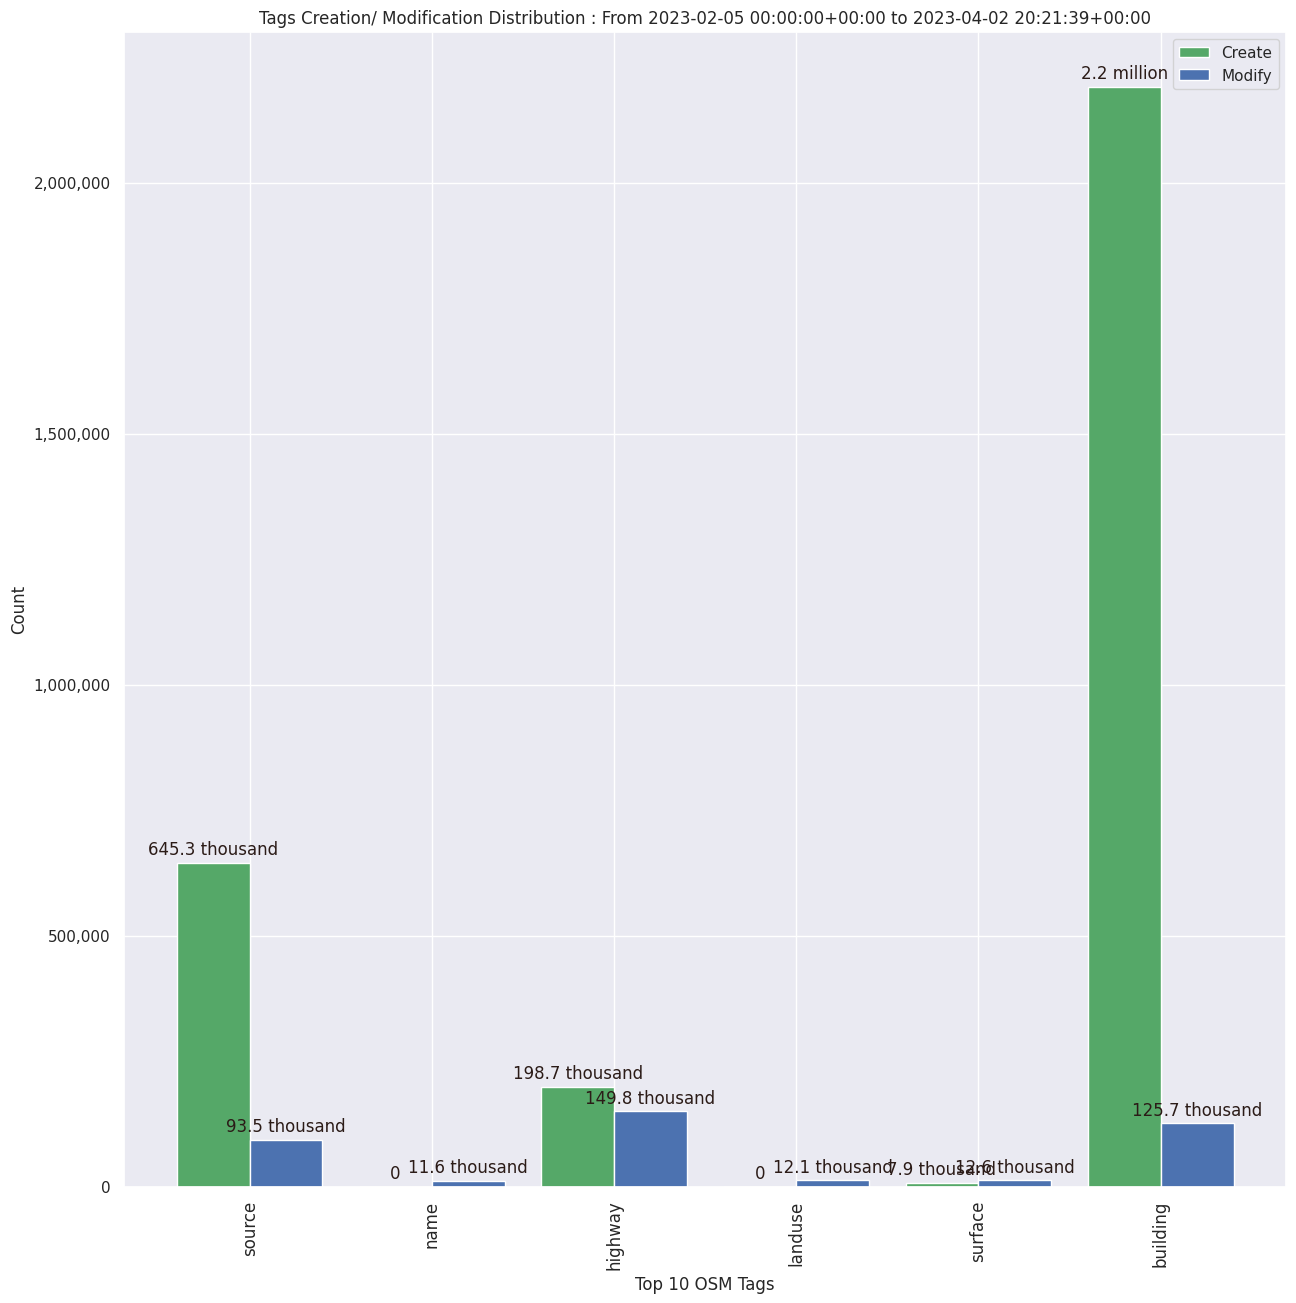 Tags Creation/ Modification Distribution : From 2023-02-05 00:00:00+00:00 to 2023-04-02 20:21:39+00:00
Create
Modify
2.2 million
2,000,000
1,500,000
1,000,000
500,000
0
Count
645.3 thousand
93.5 thousand
0
11.6 thousand
198.7 thousand
149.8 thousand
0
12.1 thousand
7.9 thousand
12.6 thousand
125.7 thousand
source
name
highway
landuse
surface
building
Top 10 OSM Tags